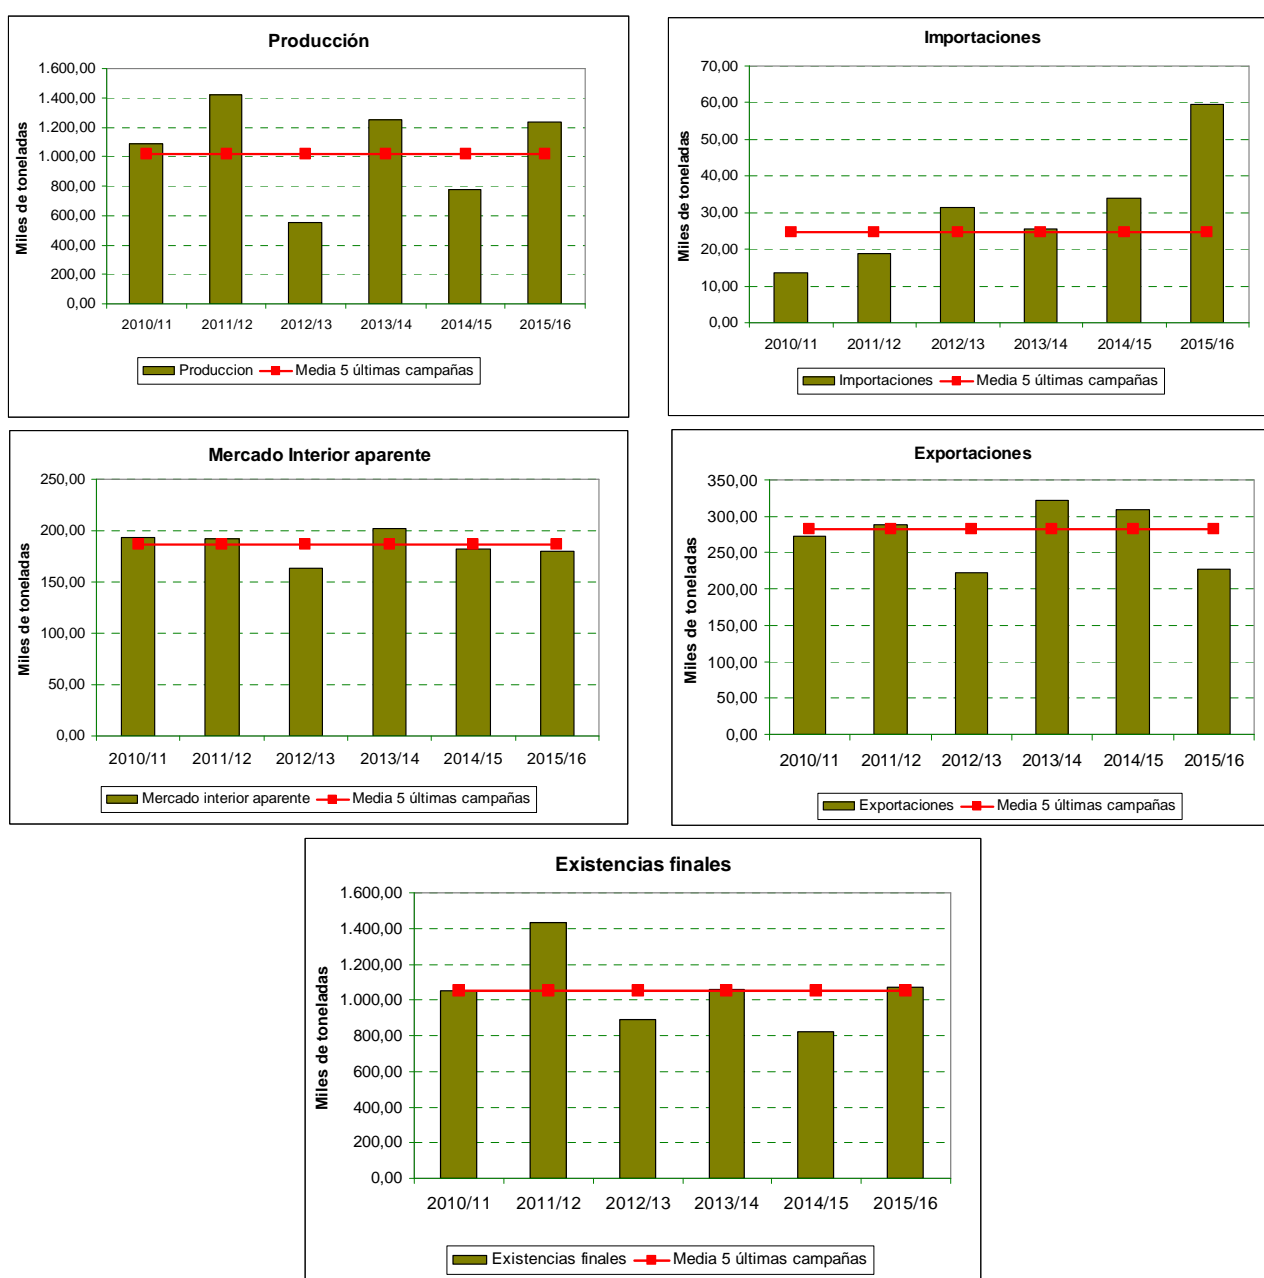 Producción
Miles de toneladas
1.600,00
1.400,00
1.200,00
1.000,00
800,00
600,00
400,00
200,00
0,00
2010/11 2011/12 2012/13 2013/14 2014/15 2015/16
Produccion Media 5 últimas campañas
Importaciones
Miles de toneladas
70,00
60,00
50,00
40,00
30,00
20,00
10,00
0,00
2010/11 2011/12 2012/13 2013/14 2014/15 2015/16
Importaciones Media 5 últimas campañas
Mercado Interior aparente
Miles de toneladas
250,00
200,00
150,00
100,00
50,00
0,00
2010/11 2011/12 2012/13 2013/14 2014/15 2015/16
Mercado interior aparente Media 5 últimas campañas
Exportaciones
Miles de toneladas
350,00
300,00
250,00
200,00
150,00
100,00
50,00
0,00
2010/11 2011/12 2012/13 2013/14 2014/15 2015/16
Exportaciones Media 5 últimas campañas
Existencias finales
Miles de toneladas
1.600,00
1.400,00
1.200,00
1.000,00
800,00
600,00
400,00
200,00
0,00
2010/11 2011/12 2012/13 2013/14 2014/15 2015/16
Existencias finales Media 5 últimas campañas